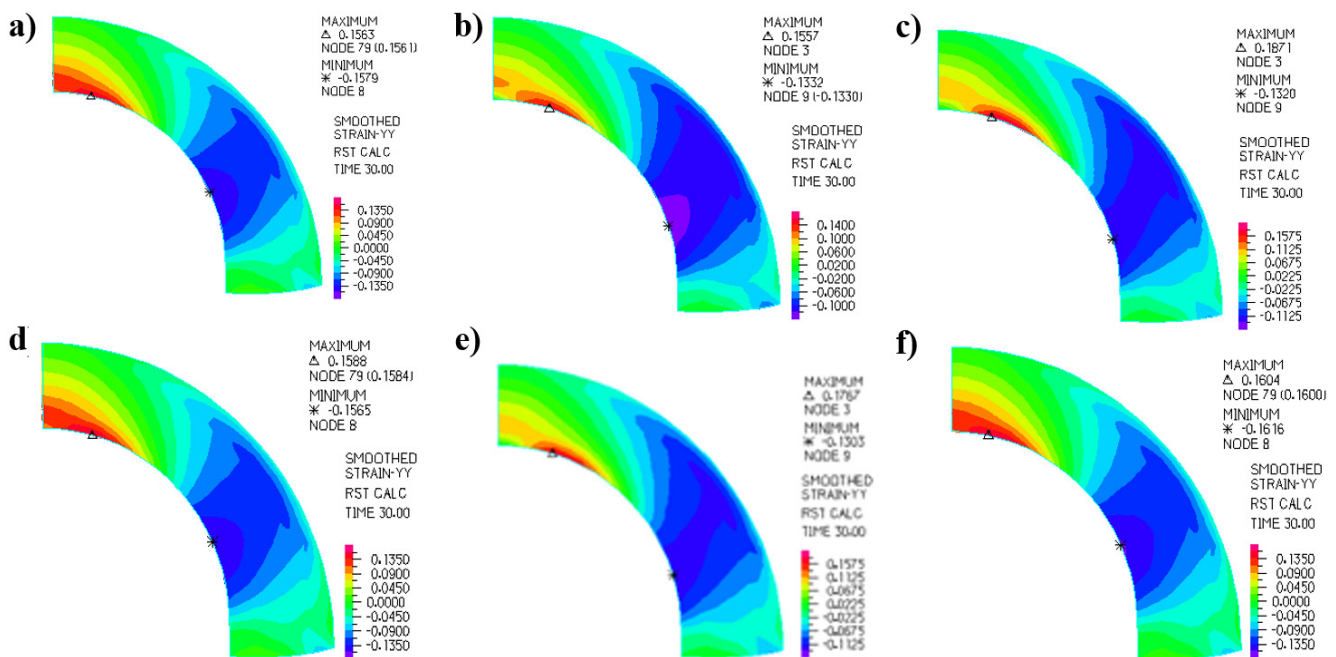 a)
MAXIMUM
△ 0.1563
NODE 79 (0.1561)
MINIMUM
* -0.1579
NODE 8
SMOOTHED
STRAIN-YY
RST CALC
TIME 30.00
0.1350
0.0900
0.0450
0.0000
-0.0450
-0.0900
-0.1350
b)
MAXIMUM
△ 0.1557
NODE 3
MINIMUM
* -0.1332
NODE 9 (-0.1330)
SMOOTHED
STRAIN-YY
RST CALC
TIME 30.00
0.1400
0.1000
0.0600
0.0200
-0.0200
-0.0600
-0.1000
c)
MAXIMUM
△ 0.1871
NODE 3
MINIMUM
* -0.1320
NODE 9
SMOOTHED
STRAIN-YY
RST CALC
TIME 30.00
0.1575
0.1125
0.0675
0.0225
-0.0225
-0.0675
-0.1125
d)
MAXIMUM
△ 0.1588
NODE 79 (0.1584)
MINIMUM
* -0.1565
NODE 8
SMOOTHED
STRAIN-YY
RST CALC
TIME 30.00
0.1350
0.0900
0.0450
0.0000
-0.0450
-0.0900
-0.1350
e)
MAXIMUM
△ 0.1767
NODE 3
MINIMUM
* -0.1303
NODE 9
SMOOTHED
STRAIN-YY
RST CALC
TIME 30.00
0.1575
0.1125
0.0675
0.0225
-0.0225
-0.0675
-0.1125
f)
MAXIMUM
△ 0.1604
NODE 79 (0.1600)
MINIMUM
* -0.1616
NODE 8
SMOOTHED
STRAIN-YY
RST CALC
TIME 30.00
0.1350
0.0900
0.0450
0.0000
-0.0450
-0.0900
-0.1350